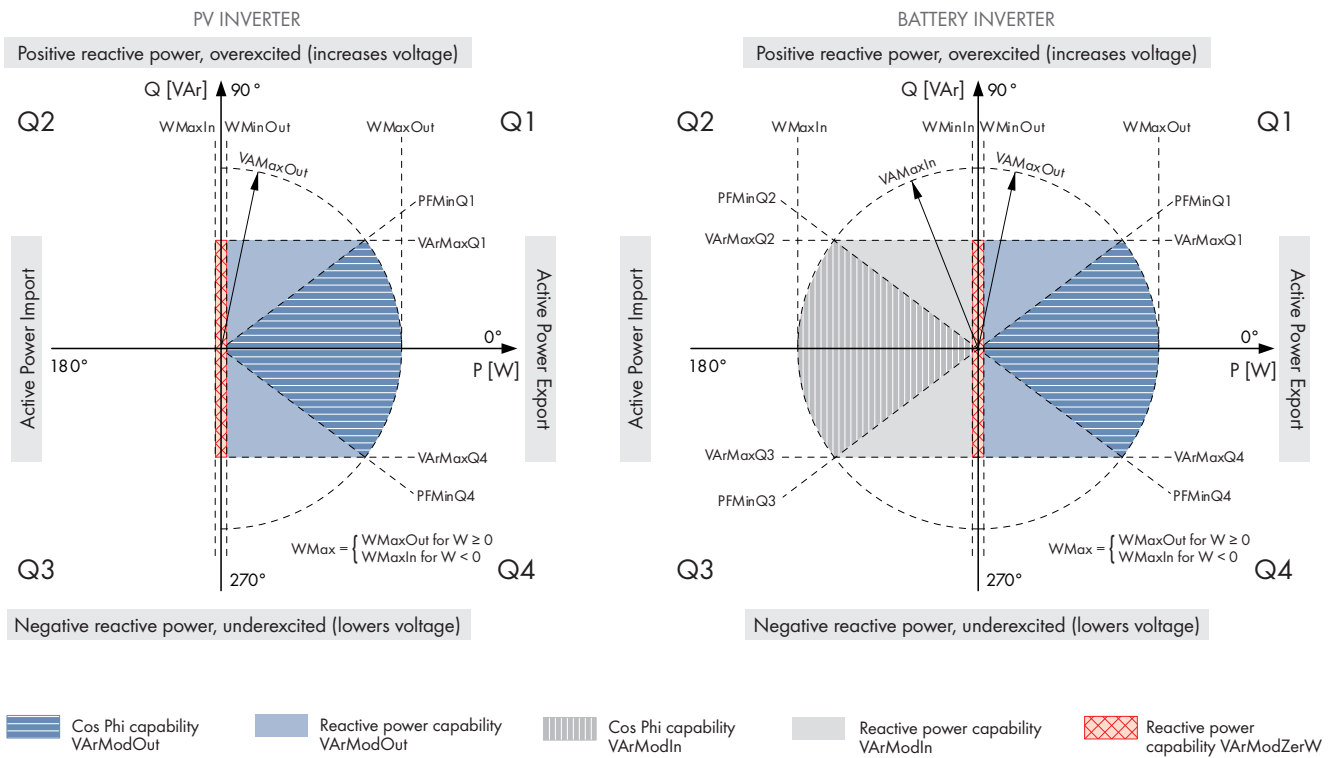 PV INVERTER
Positive reactive power, overexcited (increases voltage)
Q [VAr] 90 °
Q2
Q1
WMaxIn WMinOut WMaxOut
VAMaxOut
PFMinQ1
VArMaxQ1
Active Power Import
Active Power Export
0°
180°
P [W]
VArMaxQ4
PFMinQ4
WMax = { WMaxOut for W ≥ 0
WMaxIn for W < 0
Q3
Q4
270°
Negative reactive power, underexcited (lowers voltage)
BATTERY INVERTER
Positive reactive power, overexcited (increases voltage)
Q [VAr] 90 °
Q2
Q1
WMaxIn WMinIn WMinOut WMaxOut
VAMaxIn
VAMaxOut
PFMinQ2
PFMinQ1
VArMaxQ2
VArMaxQ1
Active Power Import
Active Power Export
0°
180°
P [W]
VArMaxQ3
VArMaxQ4
PFMinQ3
PFMinQ4
WMax = { WMaxOut for W ≥ 0
WMaxIn for W < 0
Q3
Q4
270°
Negative reactive power, underexcited (lowers voltage)
Cos Phi capability
VArModOut
Reactive power capability
VArModOut
Cos Phi capability
VArModIn
Reactive power capability
VArModIn
Reactive power
capability VArModZerW